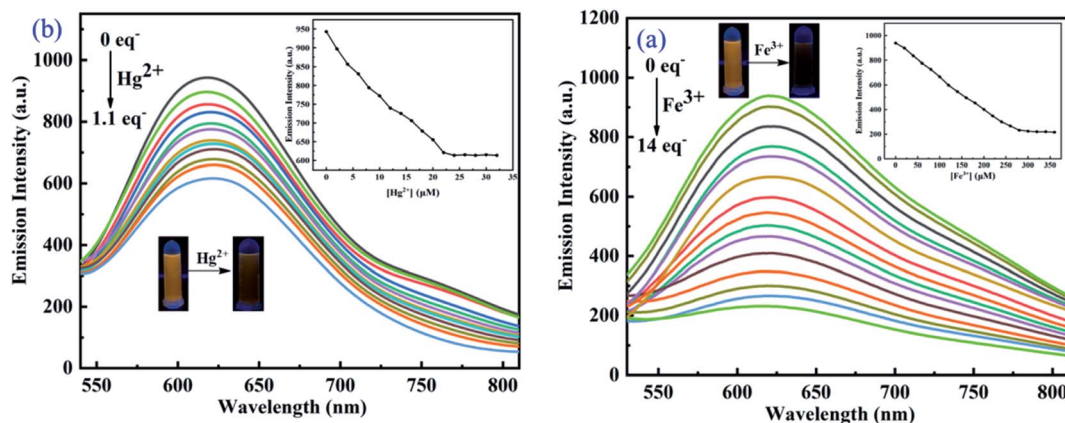 (b)
0 eq-
Hg2+
1.1 eq-
Emission Intensity (a.u.)
1000
800
600
400
200
0
550 600 650 700 750 800
Wavelength (nm)
Hg2+
Emission Intensity (a.u.)
950
900
850
800
750
700
650
600
0 5 10 15 20 25 30 35
[Hg2+] (µM)
(a)
0 eq-
Fe3+
14 eq-
Emission Intensity (a.u.)
1200
1000
900
800
600
400
200
0
550 600 650 700 750 800
Wavelength (nm)
Fe3+
Emission Intensity (a.u.)
1000
800
600
400
200
0
0 50 100 150 200 250 300 350
[Fe3+] (µM)